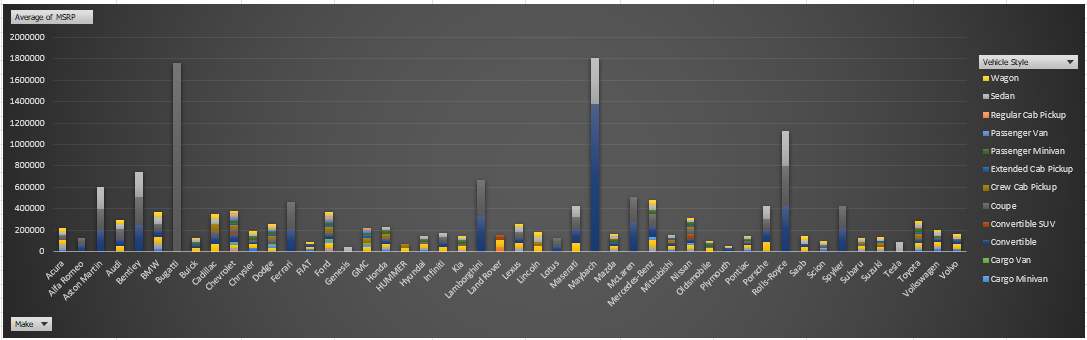 Average of MSRP
2000000
1800000
1600000
1400000
1200000
1000000
800000
600000
400000
200000
0
Acura
Alfa Romeo
Aston Martin
Audi
Bentley
BMW
Bugatti
Buick
Cadillac
Chevrolet
Chrysler
Dodge
Ferrari
FIAT
Ford
Genesis
GMC
Honda
HUMMER
Hyundai
Infiniti
Kia
Lamborghini
Land Rover
Lexus
Lincoln
Lotus
Maserati
Maybach
Mazda
McLaren
Mercedes-Benz
Mitsubishi
Nissan
Oldsmobile
Plymouth
Pontiac
Porsche
Rolls-Royce
Saab
Scion
Spyker
Subaru
Suzuki
Tesla
Toyota
Volkswagen
Volvo
Vehicle Style
Wagon
Sedan
Regular Cab Pickup
Passenger Van
Passenger Minivan
Extended Cab Pickup
Crew Cab Pickup
Coupe
Convertible SUV
Convertible
Cargo Van
Cargo Minivan
Make